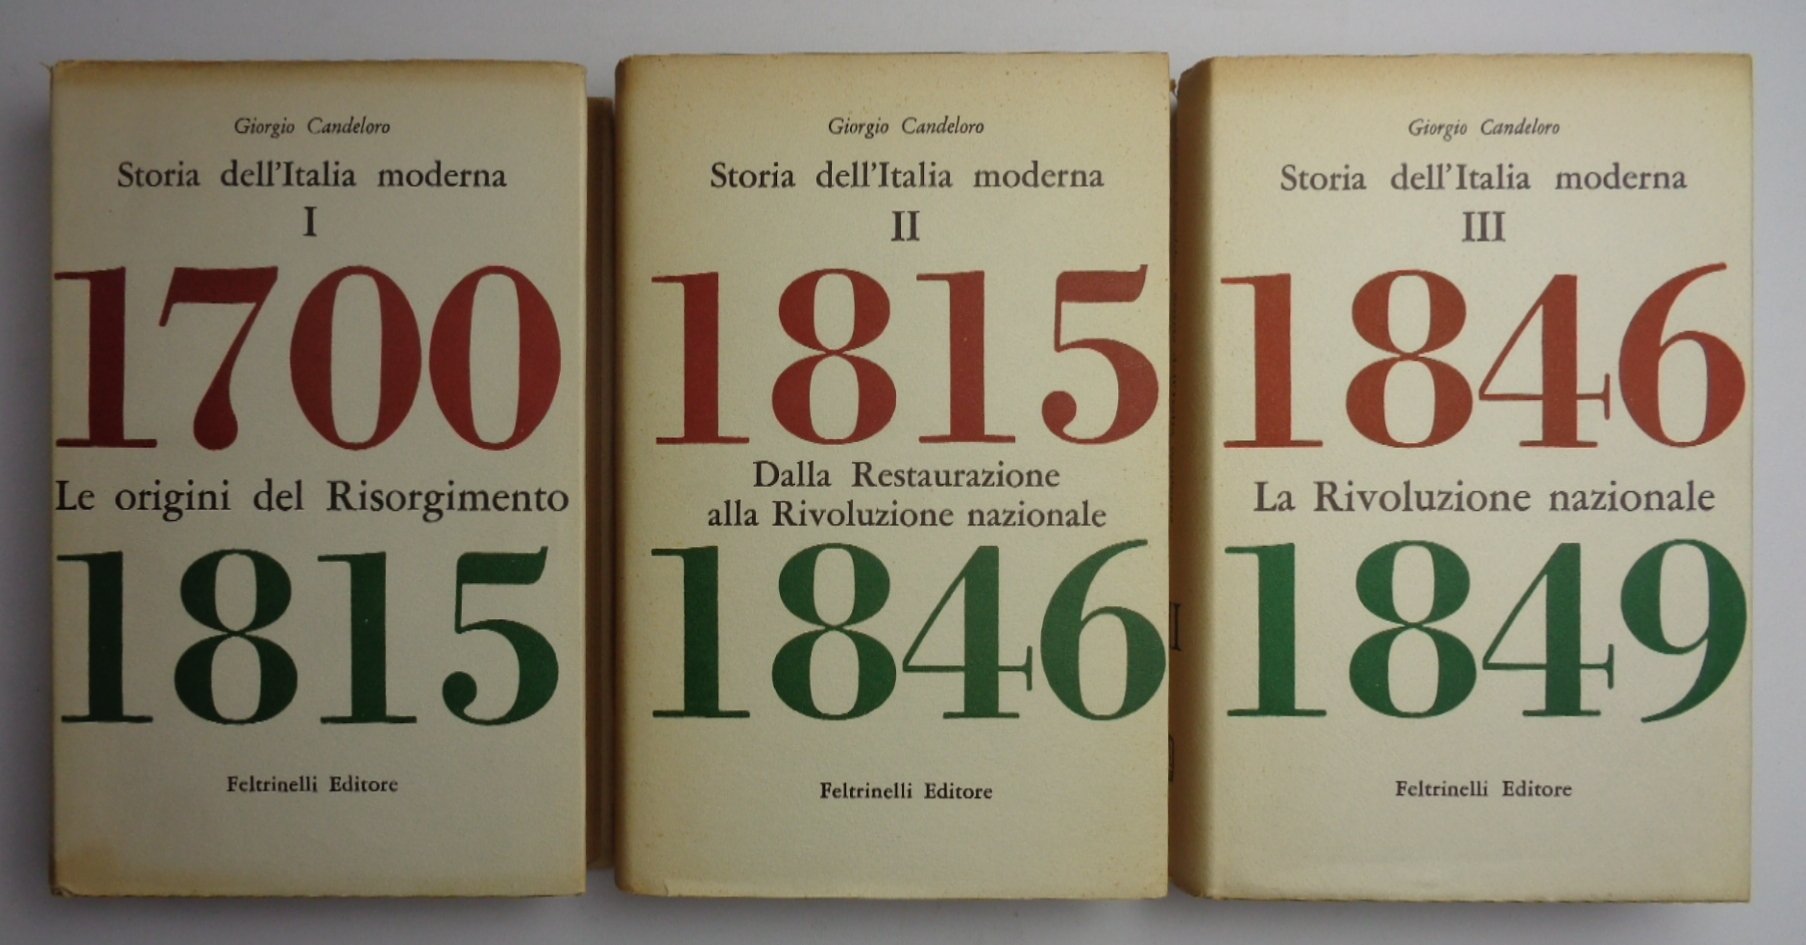 Giorgio Candeloro
Storia dell'Italia moderna
I
1700
Le origini del Risorgimento
1815
Feltrinelli Editore
Giorgio Candeloro
Storia dell'Italia moderna
II
1815
Dalla Restaurazione
alla Rivoluzione nazionale
1846
Feltrinelli Editore
Giorgio Candeloro
Storia dell'Italia moderna
III
1846
La Rivoluzione nazionale
1849
Feltrinelli Editore